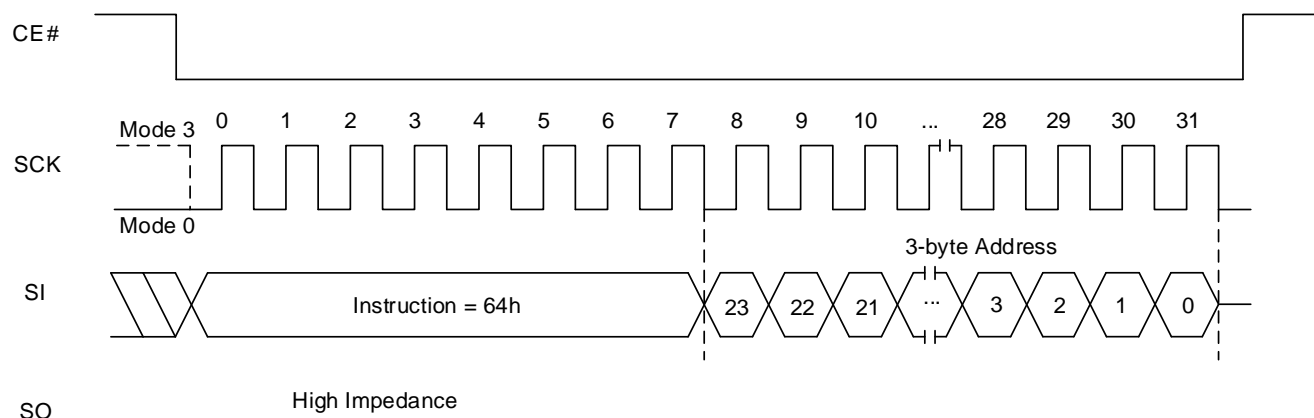 CE#
Mode 3 0 1 2 3 4 5 6 7 8 9 10 ... 28 29 30 31
SCK
Mode 0
3-byte Address
SI Instruction = 64h 23 22 21 ... 3 2 1 0
High Impedance
SO